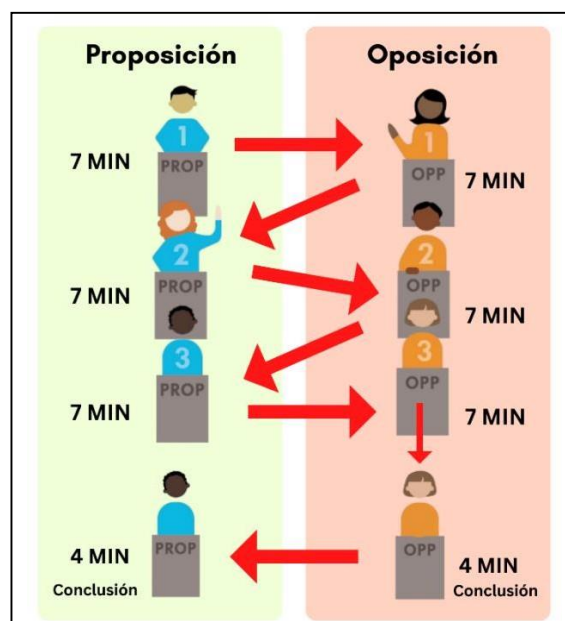 Proposición
Oposición
1
PROP
7 MIN
1
OPP
7 MIN
2
PROP
7 MIN
2
OPP
7 MIN
3
PROP
7 MIN
3
OPP
7 MIN
OPP
4 MIN
Conclusión
PROP
4 MIN
Conclusión